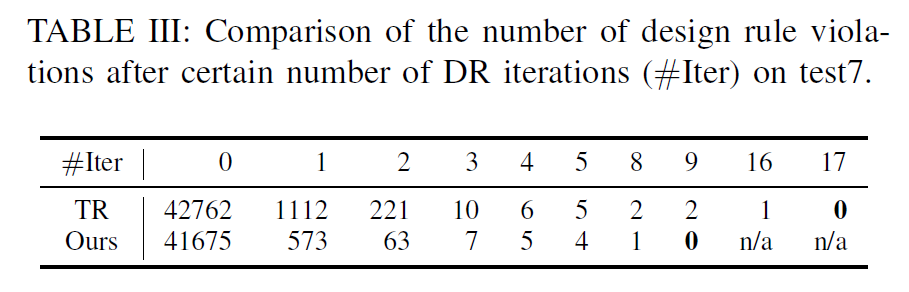 TABLE III: Comparison of the number of design rule viola-
tions after certain number of DR iterations (#Iter) on test7.
#Iter 0 1 2 3 4 5 8 9 16 17
TR 42762 1112 221 10 6 5 2 2 1 0
Ours 41675 573 63 7 5 4 1 0 n/a n/a